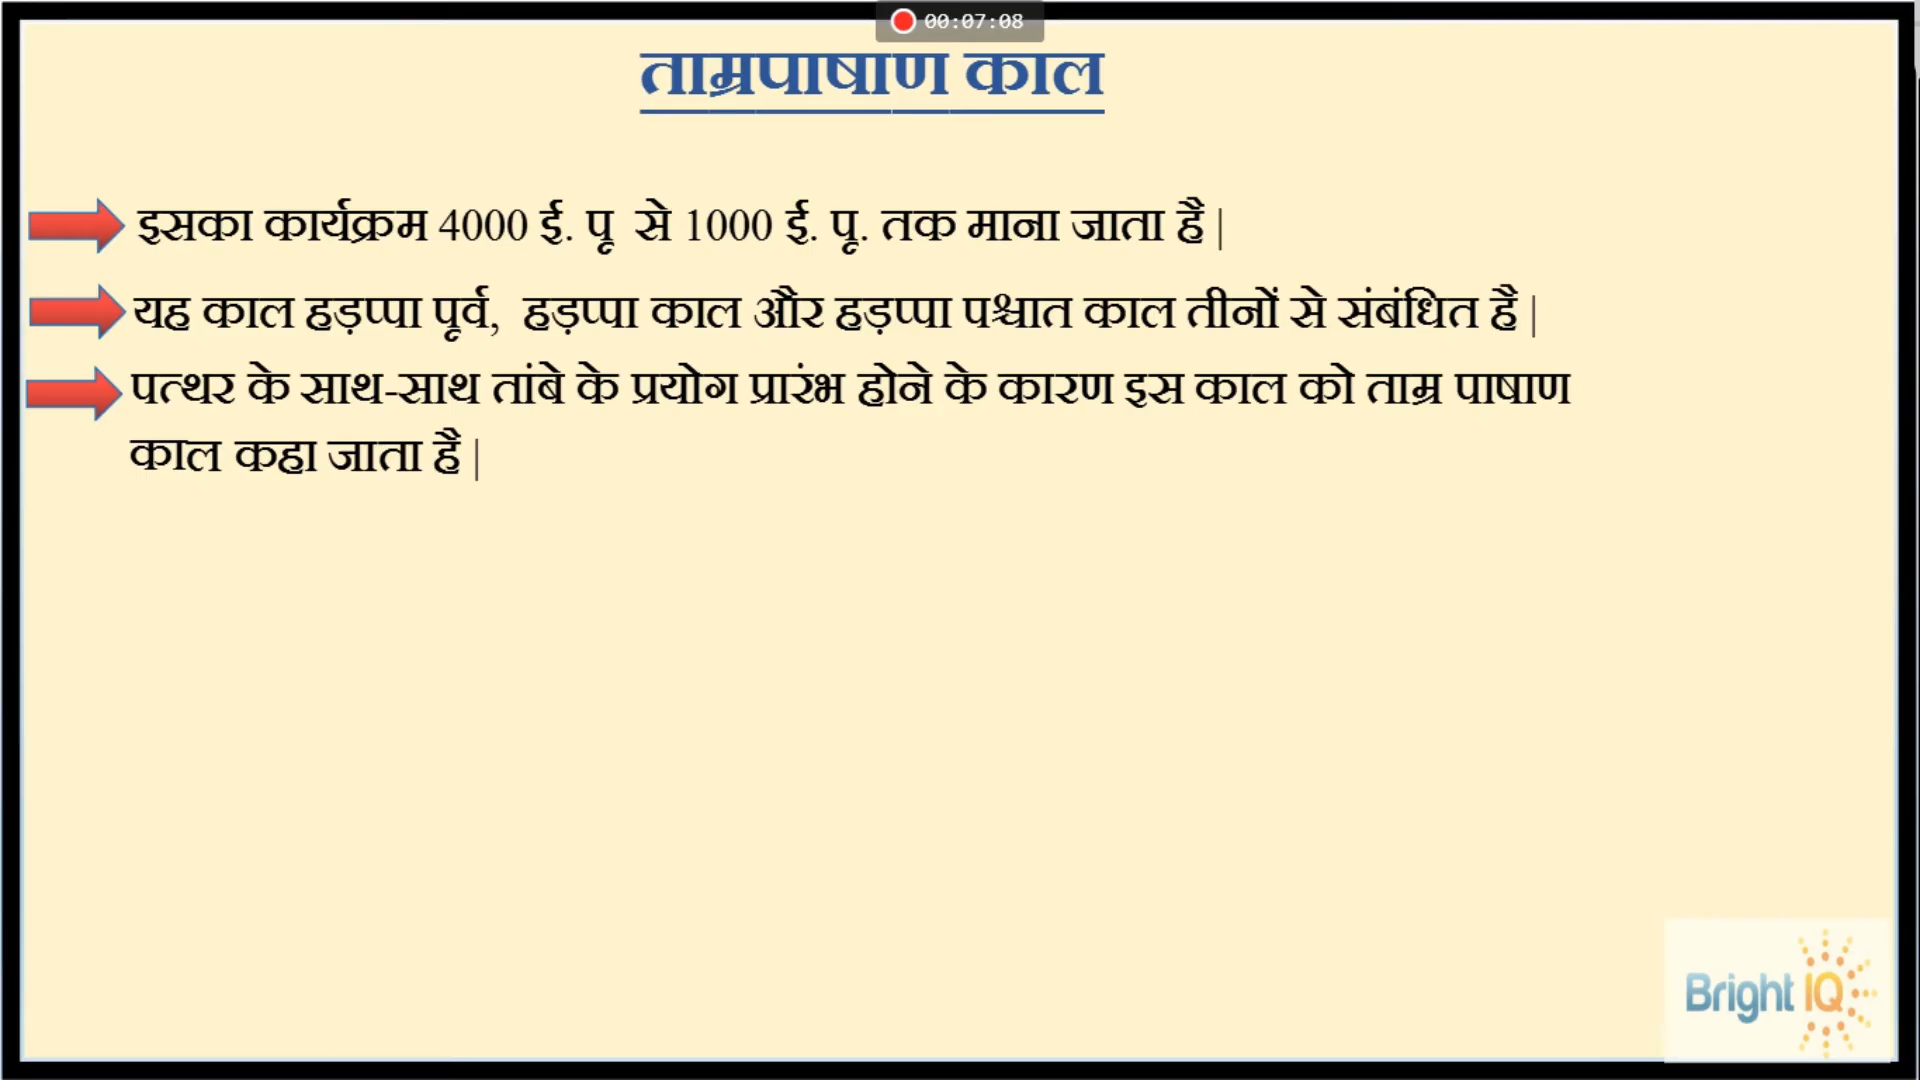 00:07:08
ताम्रपाषाण काल
इसका कार्यक्रम 4000 ई. पू से 1000 ई. पू. तक माना जाता है |
यह काल हड़प्पा पूर्व, हड़प्पा काल और हड़प्पा पश्चात काल तीनों से संबंधित है |
पत्थर के साथ-साथ तांबे के प्रयोग प्रारंभ होने के कारण इस काल को ताम्र पाषाण
काल कहा जाता है |
Bright IQ